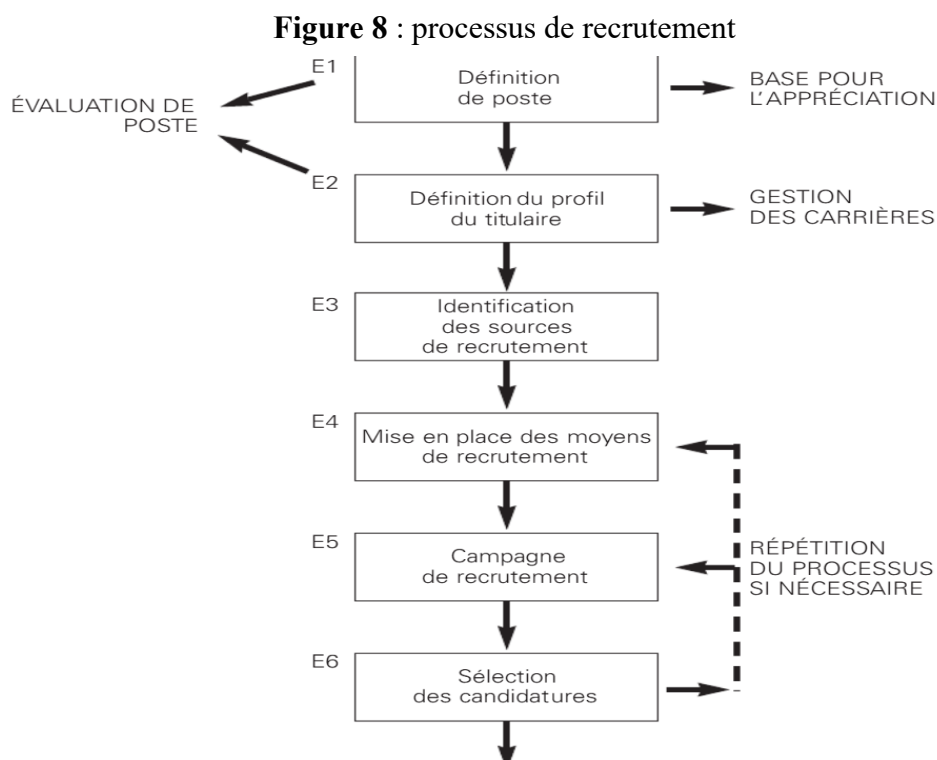 Figure 8 : processus de recrutement
E1
Définition
de poste
BASE POUR
L'APPRÉCIATION
ÉVALUATION DE
POSTE
E2
Définition du profil
du titulaire
GESTION
DES CARRIÈRES
E3
Identification
des sources
de recrutement
E4
Mise en place des moyens
de recrutement
E5
Campagne
de recrutement
RÉPÉTITION
DU PROCESSUS
SI NÉCESSAIRE
E6
Sélection
des candidatures